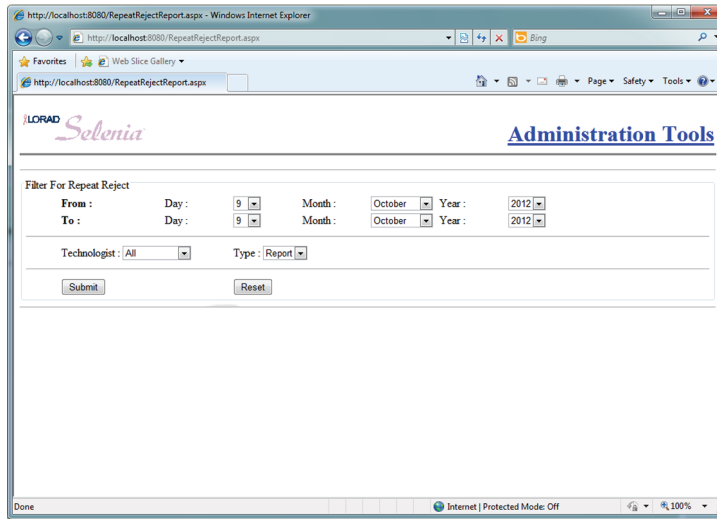 http://localhost:8080/RepeatRejectReport.aspx - Windows Internet Explorer
http://localhost:8080/RepeatRejectReport.aspx
Bing
Favorites Web Slice Gallery
http://localhost:8080/RepeatRejectReport.aspx
Page Safety Tools
LORAD Selenia
Administration Tools
Filter For Repeat Reject
From : Day : 9 Month : October Year : 2012
To : Day : 9 Month : October Year : 2012
Technologist : All Type : Report
Submit Reset
Done Internet | Protected Mode: Off 100%